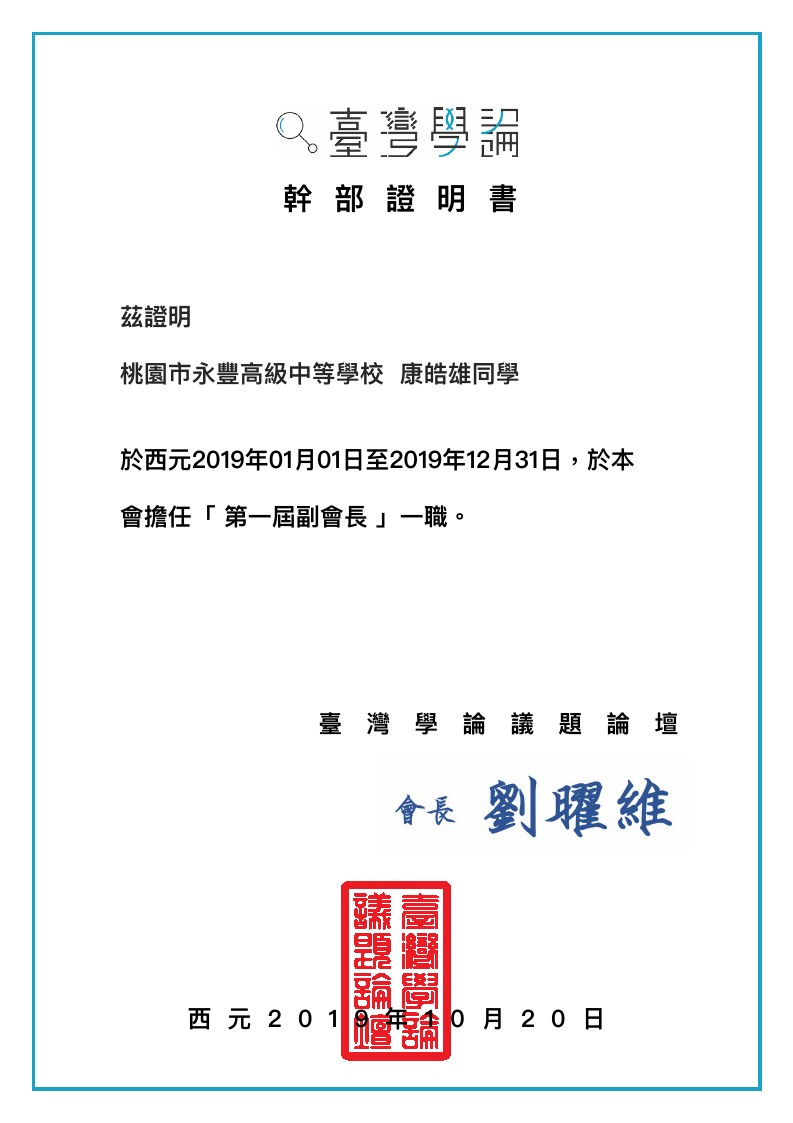 臺灣學論
幹部證明書
茲證明
桃園市永豐高級中等學校 康皓雄同學
於西元2019年01月01日至2019年12月31日,於本
會擔任「 第一屆副會長 」一職。
臺灣學論議題論壇
會長 劉曜維
臺灣學論
議題論壇
西元2019年10月20日